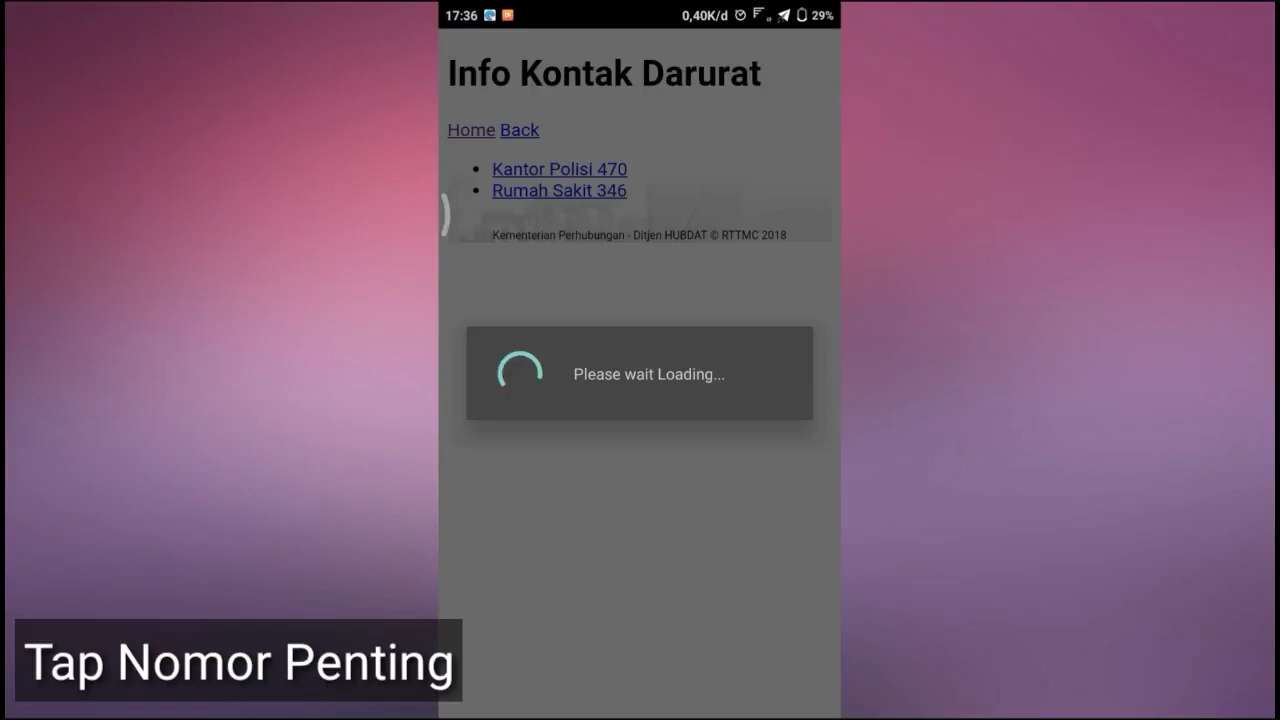 17:36 0,40K/d 29%
Info Kontak Darurat
Home Back
Kantor Polisi 470
Rumah Sakit 346
Kementerian Perhubungan - Ditjen HUBDAT © RTTMC 2018
Please wait Loading...
Tap Nomor Penting